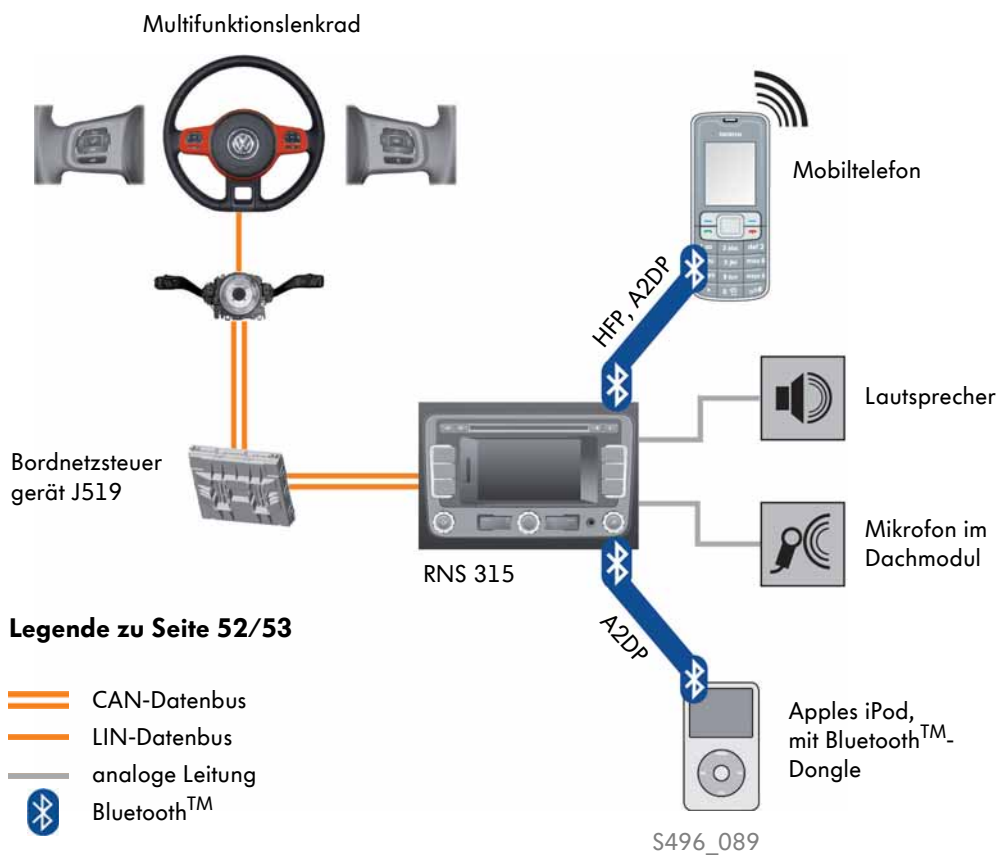 Multifunktionslenkrad
Mobiltelefon
HFP, A2DP
Lautsprecher
Bordnetzsteuer
gerät J519
Mikrofon im
Dachmodul
RNS 315
A2DP
Legende zu Seite 52/53
CAN-Datenbus
LIN-Datenbus
analoge Leitung
Bluetooth™
Apples iPod,
mit Bluetooth™-
Dongle
S496_089